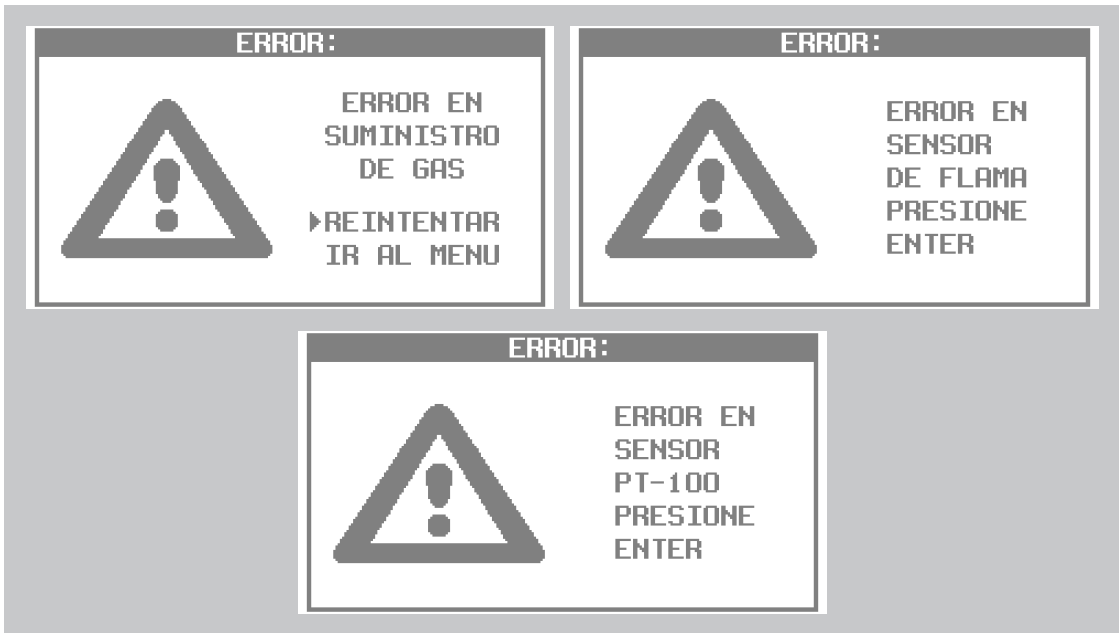 ERROR:
ERROR EN
SUMINISTRO
DE GAS
▶REINTENTAR
IR AL MENU
ERROR:
ERROR EN
SENSOR
DE FLAMA
PRESIONE
ENTER
ERROR:
ERROR EN
SENSOR
PT-100
PRESIONE
ENTER